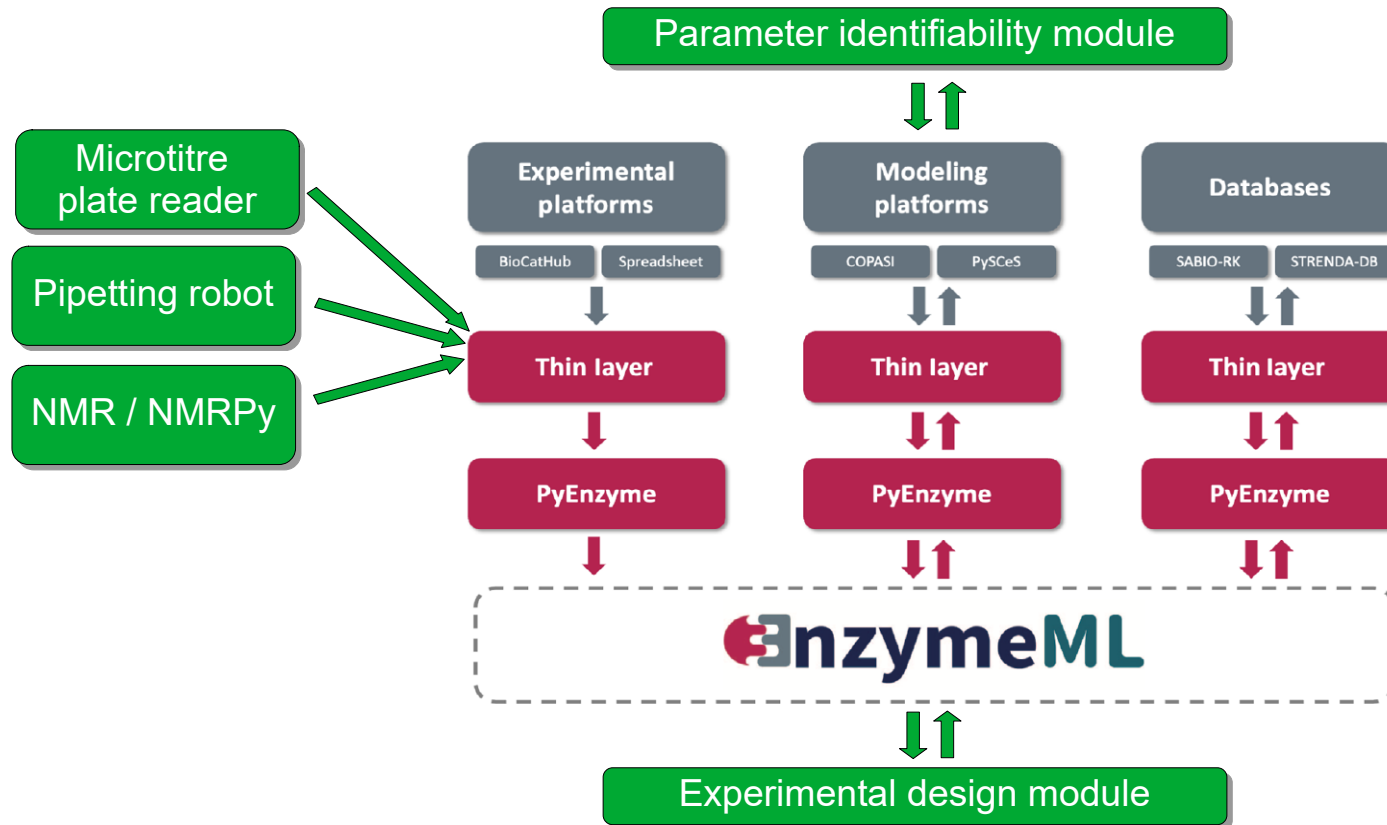 Parameter identifiability module
Microtitre
plate reader
Pipetting robot
NMR / NMRPy
Experimental
platforms
BioCatHub
Spreadsheet
Thin layer
PyEnzyme
Modeling
platforms
COPASI
PySCeS
Thin layer
PyEnzyme
Databases
SABIO-RK
STRENDA-DB
Thin layer
PyEnzyme
EnzymeML
Experimental design module